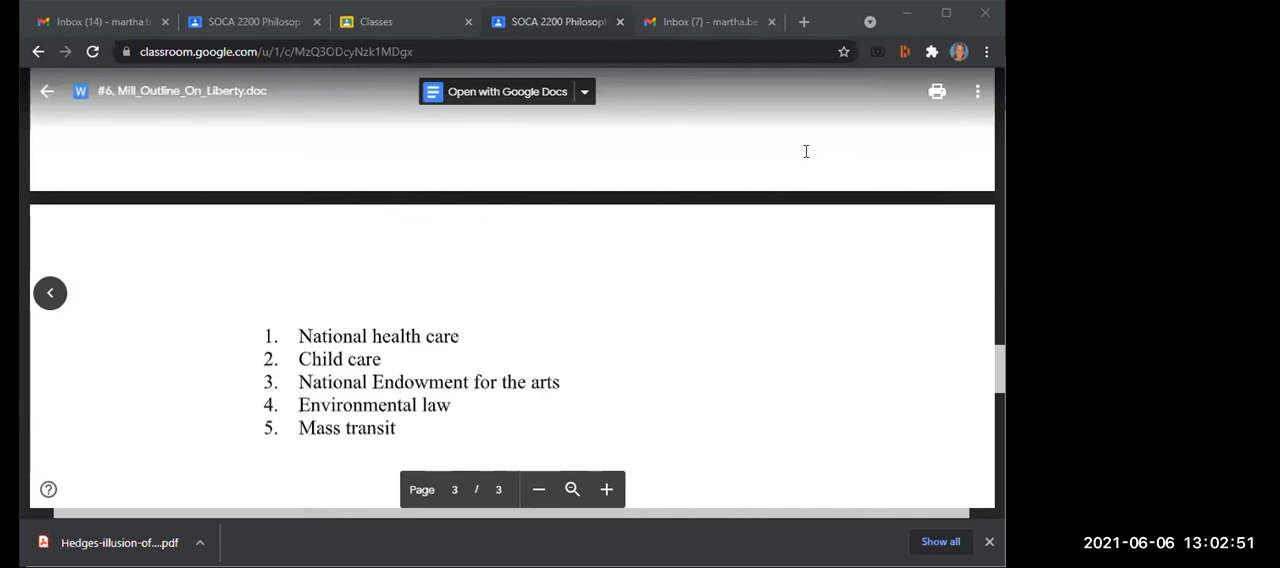 Inbox (14) - martha.b
SOCA 2200 Philosop
Classes
SOCA 2200 Philosop
Inbox (7) - martha.be
classroom.google.com/u/1/c/MzQ3ODcyNzk1MDgx
W #6, Mill_Outline_On_Liberty.doc
Open with Google Docs
1. National health care
2. Child care
3. National Endowment for the arts
4. Environmental law
5. Mass transit
Page 3 / 3
Hedges-illusion-of....pdf
Show all
2021-06-06 13:02:51